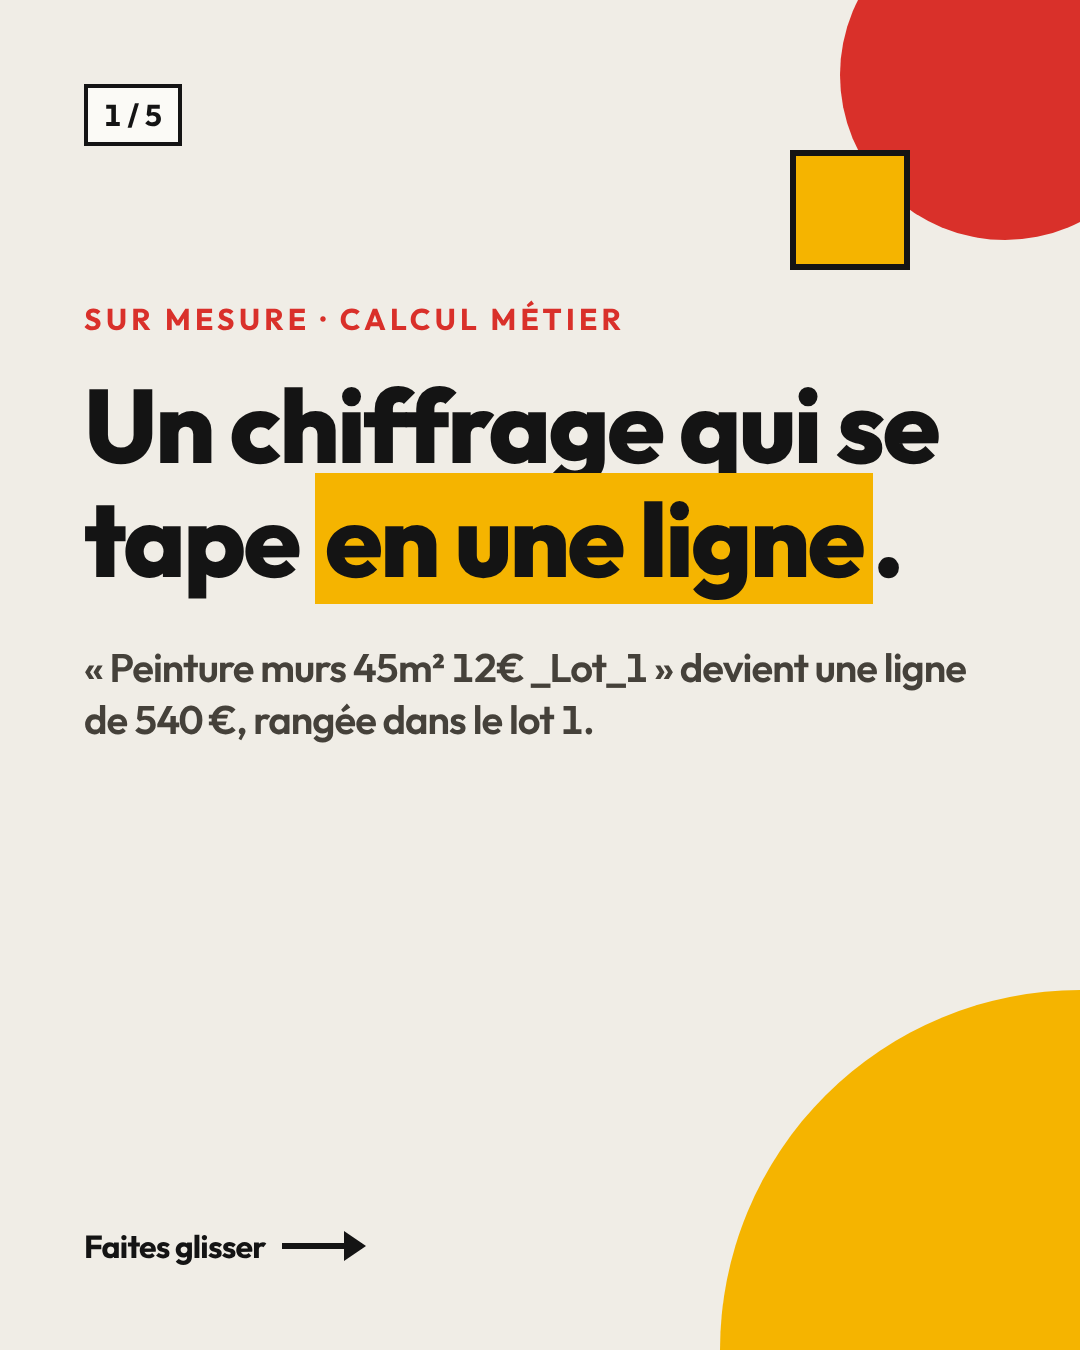 1 / 5
SUR MESURE · CALCUL MÉTIER
Un chiffrage qui se
tape en une ligne.
« Peinture murs 45m² 12€ _Lot_1 » devient une ligne
de 540 €, rangée dans le lot 1.
Faites glisser